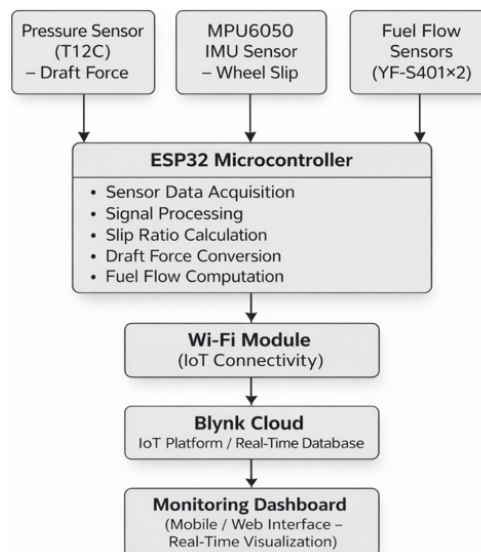 Pressure Sensor
(T12C)
– Draft Force
MPU6050
IMU Sensor
– Wheel Slip
Fuel Flow
Sensors
(YF-S401×2)
ESP32 Microcontroller
• Sensor Data Acquisition
• Signal Processing
• Slip Ratio Calculation
• Draft Force Conversion
• Fuel Flow Computation
Wi-Fi Module
(IoT Connectivity)
Blynk Cloud
IoT Platform / Real-Time Database
Monitoring Dashboard
(Mobile / Web Interface –
Real-Time Visualization)